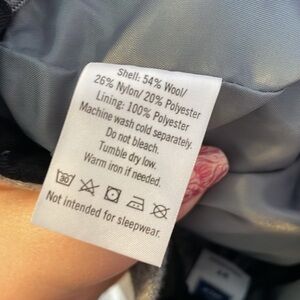 Shell: 54% Wool/
26% Nylon/ 20% Polyester
Lining: 100% Polyester
Machine wash cold separately.
Do not bleach.
Tumble dry low.
Warm iron if needed.
30
Not intended for sleepwear.